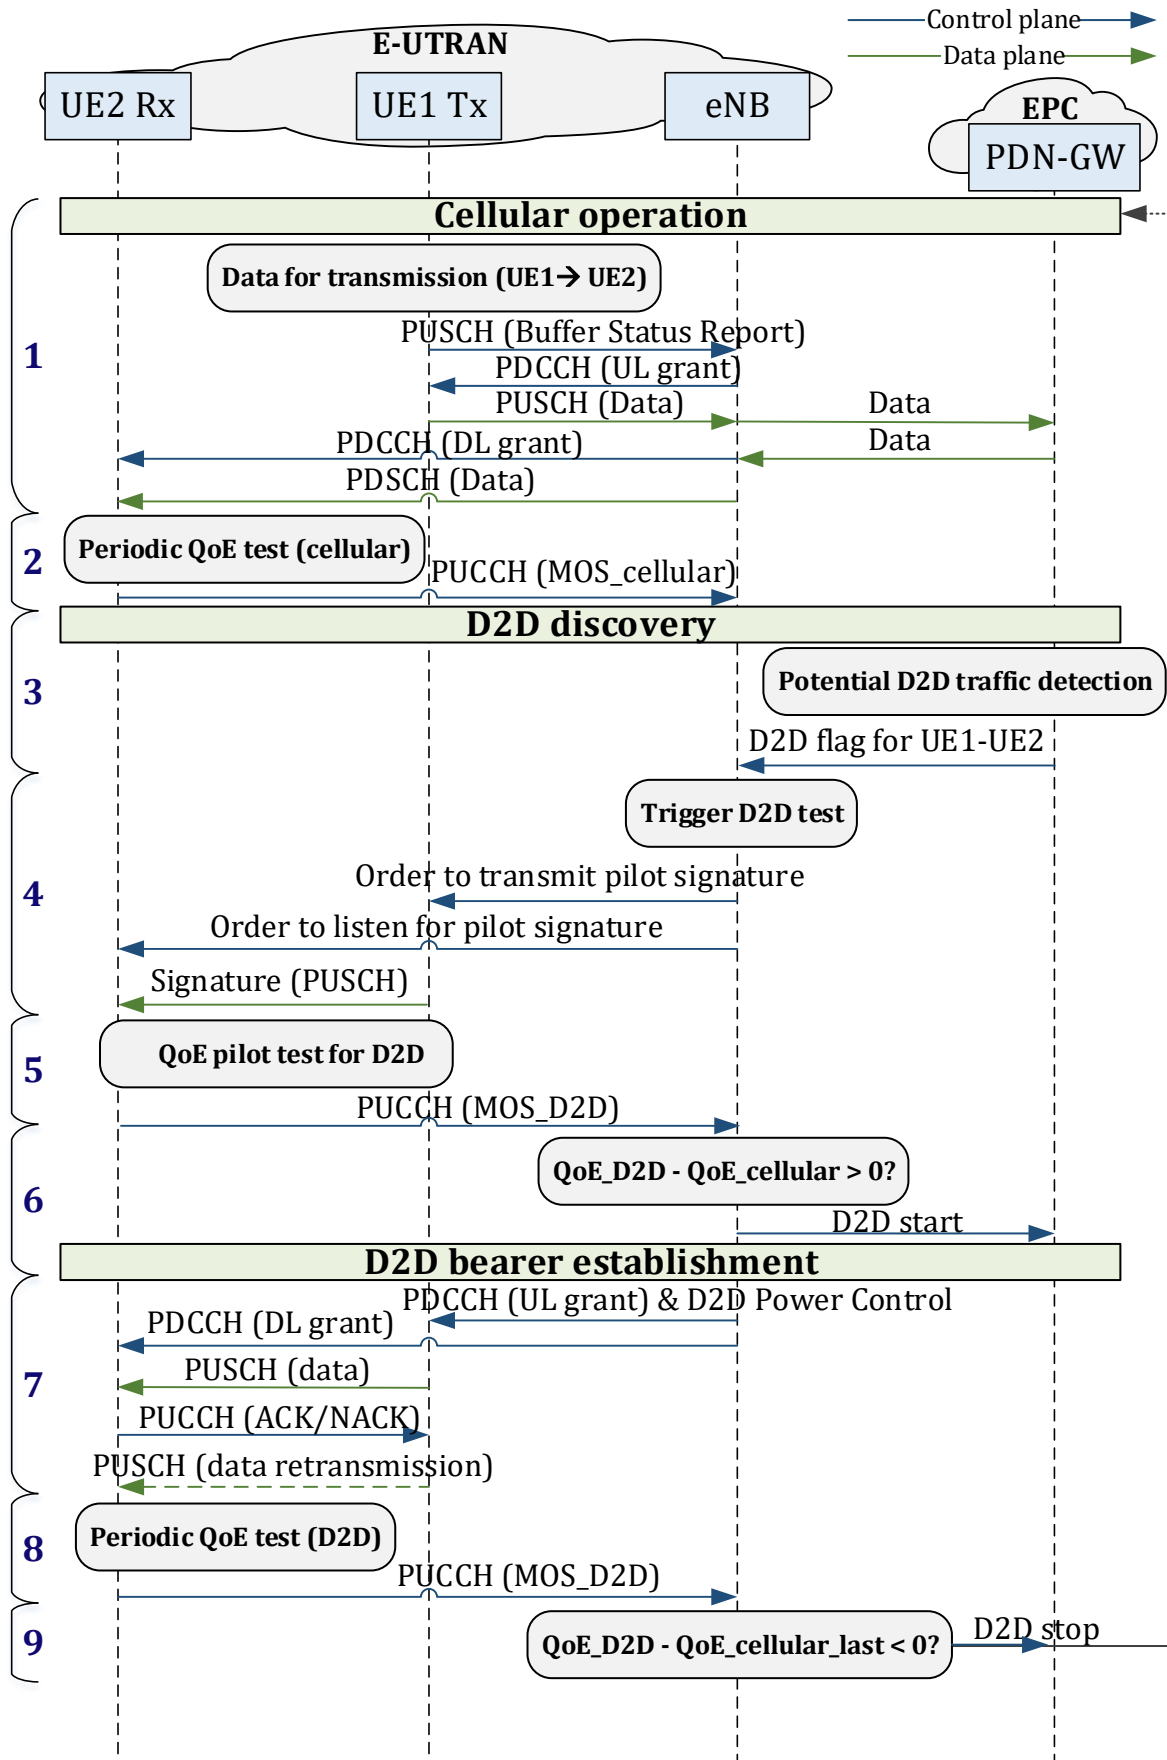 Control plane
Data plane
E-UTRAN
UE2 Rx
UE1 Tx
eNB
EPC
PDN-GW
Cellular operation
Data for transmission (UE1→ UE2)
1
PUSCH (Buffer Status Report)
PDCCH (UL grant)
PUSCH (Data)
Data
PDCCH (DL grant)
Data
PDSCH (Data)
2
Periodic QoE test (cellular)
PUCCH (MOS_cellular)
D2D discovery
3
Potential D2D traffic detection
D2D flag for UE1-UE2
Trigger D2D test
4
Order to transmit pilot signature
Order to listen for pilot signature
Signature (PUSCH)
5
QoE pilot test for D2D
PUCCH (MOS_D2D)
6
QoE_D2D - QoE_cellular > 0?
D2D start
D2D bearer establishment
PDCCH (UL grant) & D2D Power Control
PDCCH (DL grant)
7
PUSCH (data)
PUCCH (ACK/NACK)
PUSCH (data retransmission)
8
Periodic QoE test (D2D)
PUCCH (MOS_D2D)
9
QoE_D2D - QoE_cellular_last < 0?
D2D stop